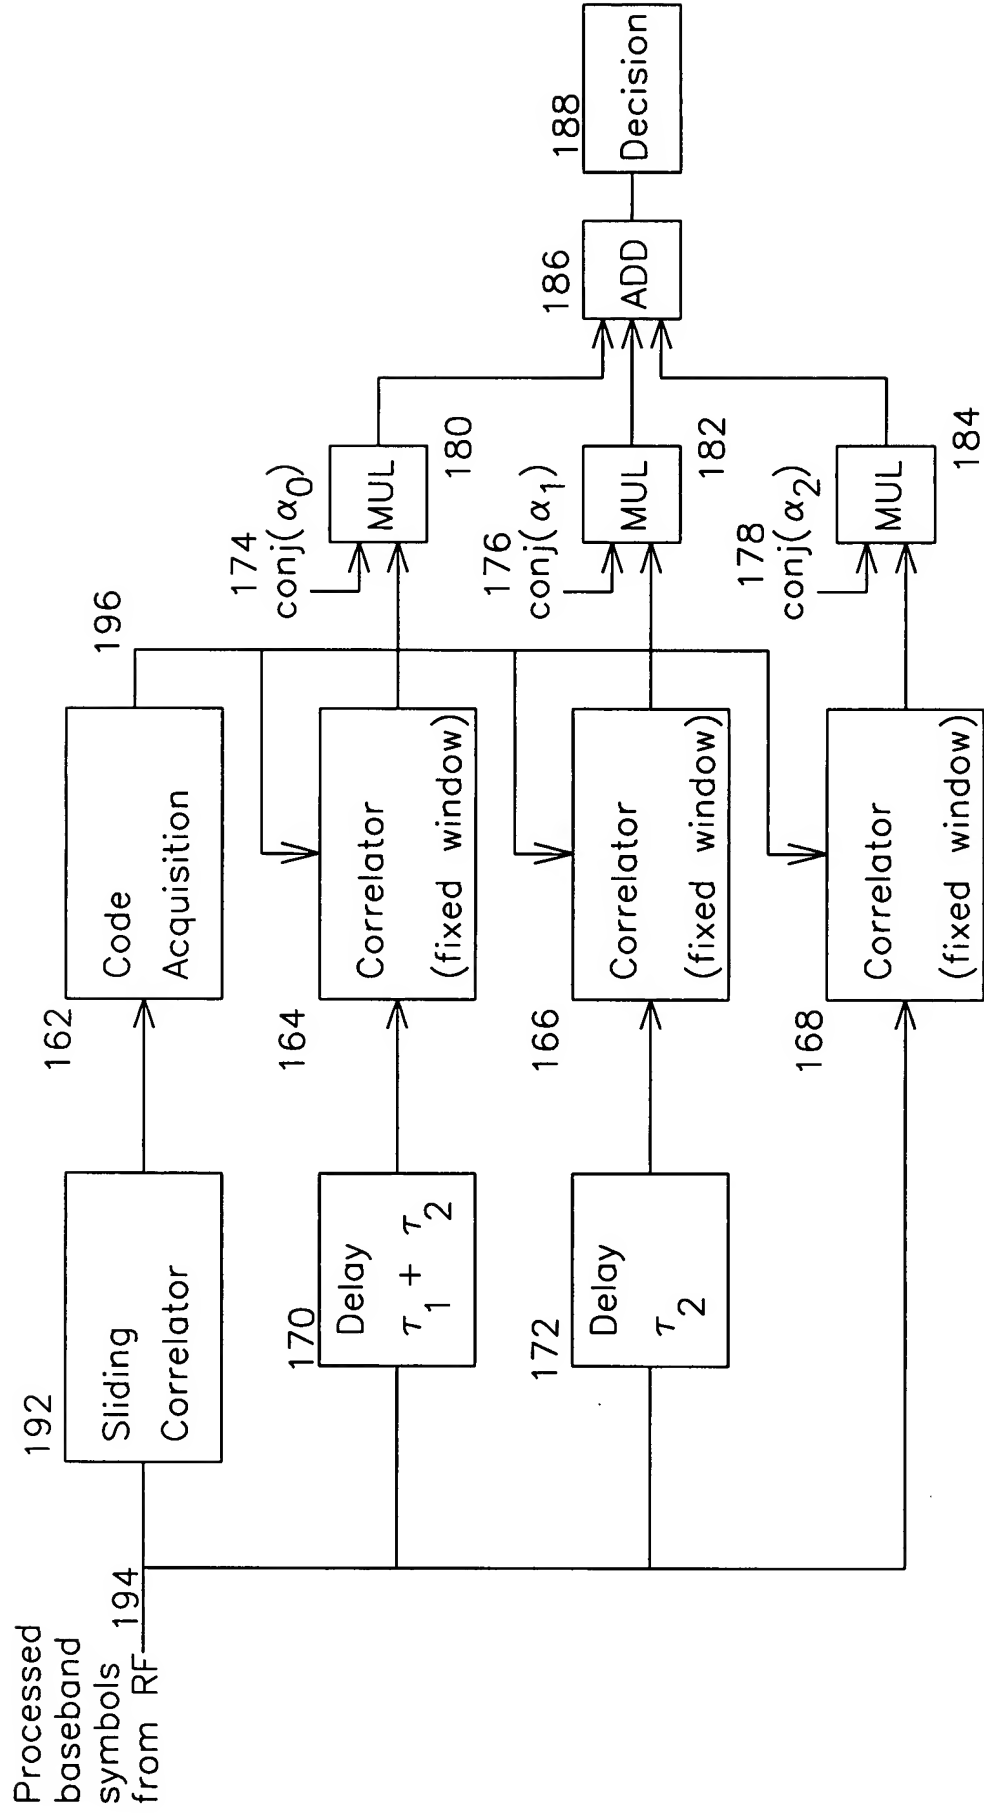 Processed
baseband
symbols
from RF
194
192
Sliding
Correlator
162
Code
Acquisition
196
170
Delay
τ1 + τ2
164
Correlator
(fixed window)
174
conj(α0)
MUL
180
172
Delay
τ2
166
Correlator
(fixed window)
176
conj(α1)
MUL
182
168
Correlator
(fixed window)
178
conj(α2)
MUL
184
186
ADD
188
Decision